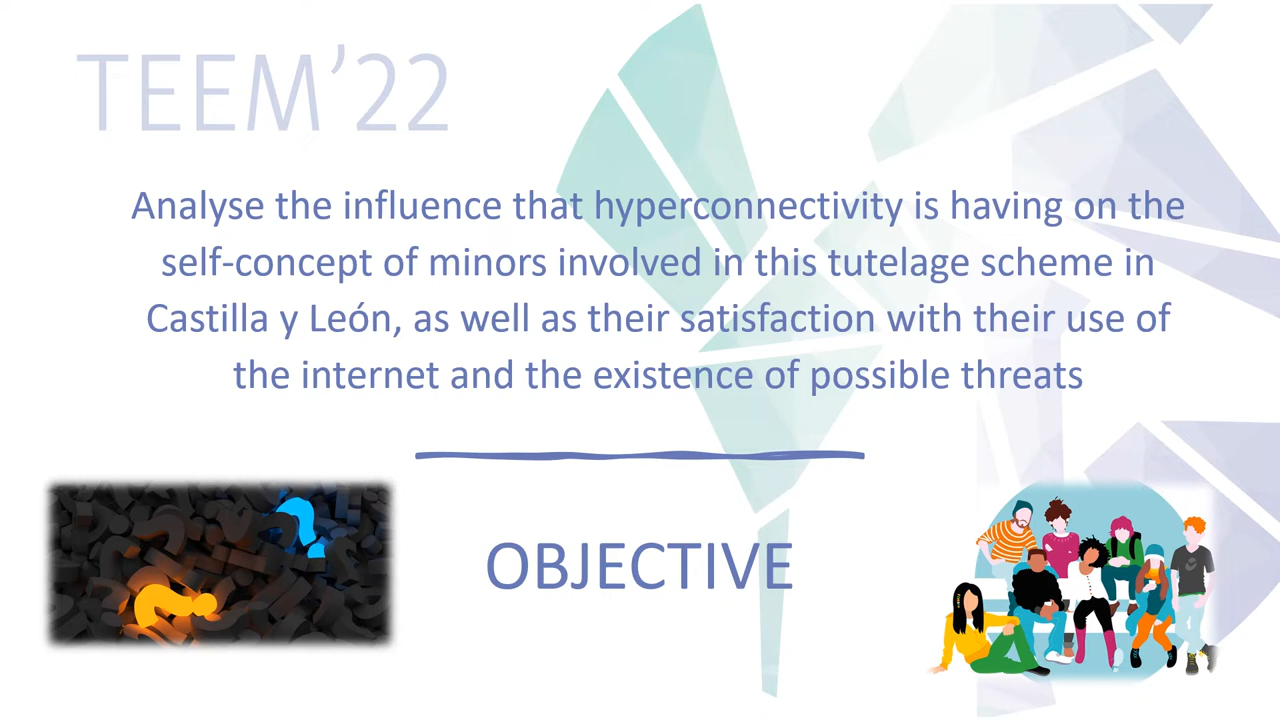 TEEM’22
Analyse the influence that hyperconnectivity is having on the
self-concept of minors involved in this tutelage scheme in
Castilla y León, as well as their satisfaction with their use of
the internet and the existence of possible threats
OBJECTIVE